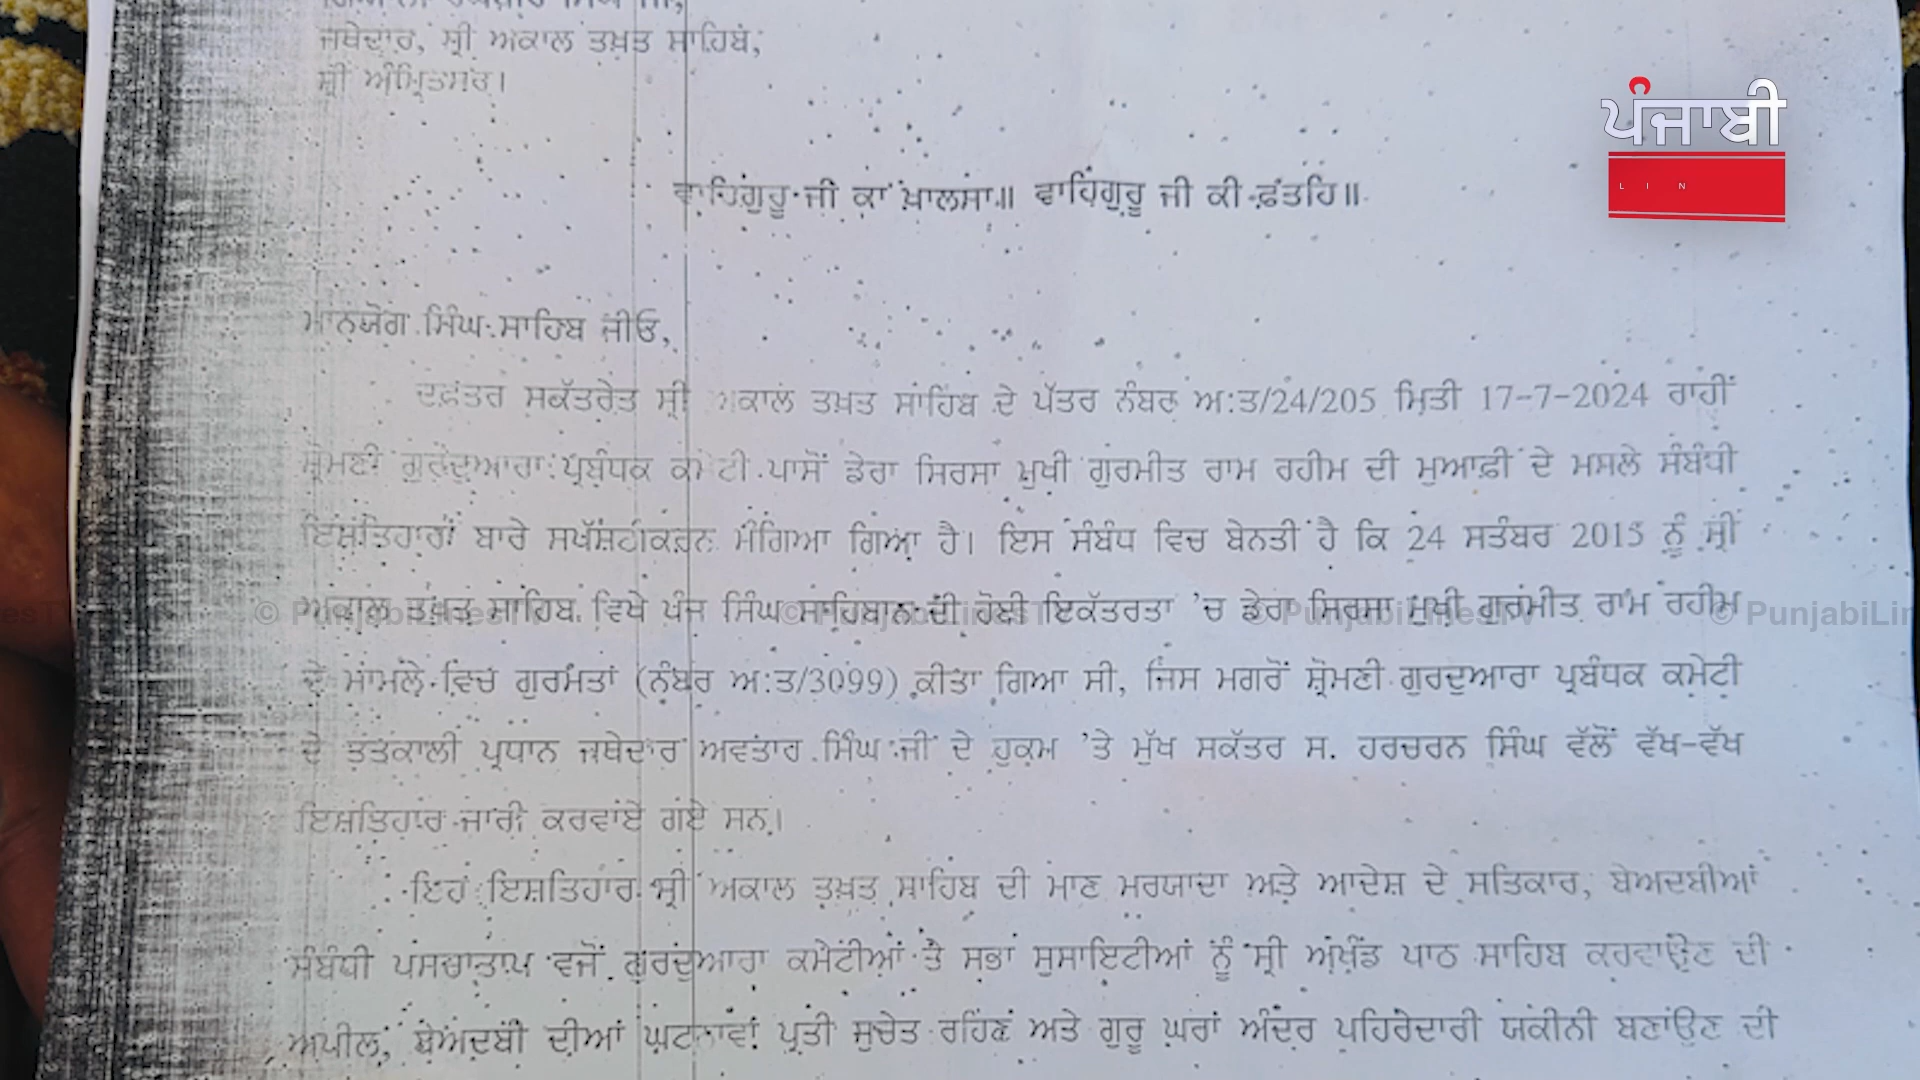 ਜਥੇਦਾਰ, ਸ੍ਰੀ ਅਕਾਲ ਤਖ਼ਤ ਸਾਹਿਬ,
ਸ੍ਰੀ ਅੰਮ੍ਰਿਤਸਰ।
ਪੰਜਾਬੀ
L I N
ਵਾਹਿਗੁਰੂ ਜੀ ਕਾ ਖ਼ਾਲਸਾ॥ ਵਾਹਿਗੁਰੂ ਜੀ ਕੀ ਫ਼ਤਹਿ॥
ਮਾਨਯੋਗ ਸਿੰਘ ਸਾਹਿਬ ਜੀਓ,
ਦਫ਼ਤਰ ਸਕੱਤਰੇਤ ਸ੍ਰੀ ਅਕਾਲ ਤਖ਼ਤ ਸਾਹਿਬ ਦੇ ਪੱਤਰ ਨੰਬਰ ਅ:ਤ/24/205 ਮਿਤੀ 17-7-2024 ਰਾਹੀਂ
ਸ਼੍ਰੋਮਣੀ ਗੁਰਦੁਆਰਾ ਪ੍ਰਬੰਧਕ ਕਮੇਟੀ ਪਾਸੋਂ ਡੇਰਾ ਸਿਰਸਾ ਮੁਖੀ ਗੁਰਮੀਤ ਰਾਮ ਰਹੀਮ ਦੀ ਮੁਆਫ਼ੀ ਦੇ ਮਸਲੇ ਸੰਬੰਧੀ
ਇਸ਼ਤਿਹਾਰਾਂ ਬਾਰੇ ਸਪੱਸ਼ਟੀਕਰਨ ਮੰਗਿਆ ਗਿਆ ਹੈ। ਇਸ ਸੰਬੰਧ ਵਿਚ ਬੇਨਤੀ ਹੈ ਕਿ 24 ਸਤੰਬਰ 2015 ਨੂੰ ਸ੍ਰੀ
ਅਕਾਲ ਤਖ਼ਤ ਸਾਹਿਬ ਵਿਖੇ ਪੰਜ ਸਿੰਘ ਸਾਹਿਬਾਨ ਦੀ ਹੋਈ ਇਕੱਤਰਤਾ 'ਚ ਡੇਰਾ ਸਿਰਸਾ ਮੁਖੀ ਗੁਰਮੀਤ ਰਾਮ ਰਹੀਮ
© PunjabiLinesTV © PunjabiLinesTV © PunjabiLinesTV © PunjabiLin
ਦੇ ਮਾਮਲੇ ਵਿਚ ਗੁਰਮਤਾ (ਨੰਬਰ ਅ:ਤ/3099) ਕੀਤਾ ਗਿਆ ਸੀ, ਜਿਸ ਮਗਰੋਂ ਸ਼੍ਰੋਮਣੀ ਗੁਰਦੁਆਰਾ ਪ੍ਰਬੰਧਕ ਕਮੇਟੀ
ਦੇ ਤਤਕਾਲੀ ਪ੍ਰਧਾਨ ਜਥੇਦਾਰ ਅਵਤਾਰ ਸਿੰਘ ਜੀ ਦੇ ਹੁਕਮ 'ਤੇ ਮੁੱਖ ਸਕੱਤਰ ਸ. ਹਰਚਰਨ ਸਿੰਘ ਵੱਲੋਂ ਵੱਖ-ਵੱਖ
ਇਸ਼ਤਿਹਾਰ ਜਾਰੀ ਕਰਵਾਏ ਗਏ ਸਨ।
ਇਹ ਇਸ਼ਤਿਹਾਰ ਸ੍ਰੀ ਅਕਾਲ ਤਖ਼ਤ ਸਾਹਿਬ ਦੀ ਮਾਣ ਮਰਯਾਦਾ ਅਤੇ ਆਦੇਸ਼ ਦੇ ਸਤਿਕਾਰ, ਬੇਅਦਬੀਆਂ
ਸੰਬੰਧੀ ਪਸਚਾਤਾਪ ਵਜੋਂ ਗੁਰਦੁਆਰਾ ਕਮੇਟੀਆਂ ਤੇ ਸਭਾ ਸੁਸਾਇਟੀਆਂ ਨੂੰ ਸ੍ਰੀ ਅਖੰਡ ਪਾਠ ਸਾਹਿਬ ਕਰਵਾਉਣ ਦੀ
ਅਪੀਲ, ਬੇਅਦਬੀ ਦੀਆਂ ਘਟਨਾਵਾਂ ਪ੍ਰਤੀ ਸੁਚੇਤ ਰਹਿਣ ਅਤੇ ਗੁਰੂ ਘਰਾਂ ਅੰਦਰ ਪਹਿਰੇਦਾਰੀ ਯਕੀਨੀ ਬਣਾਉਣ ਦੀ